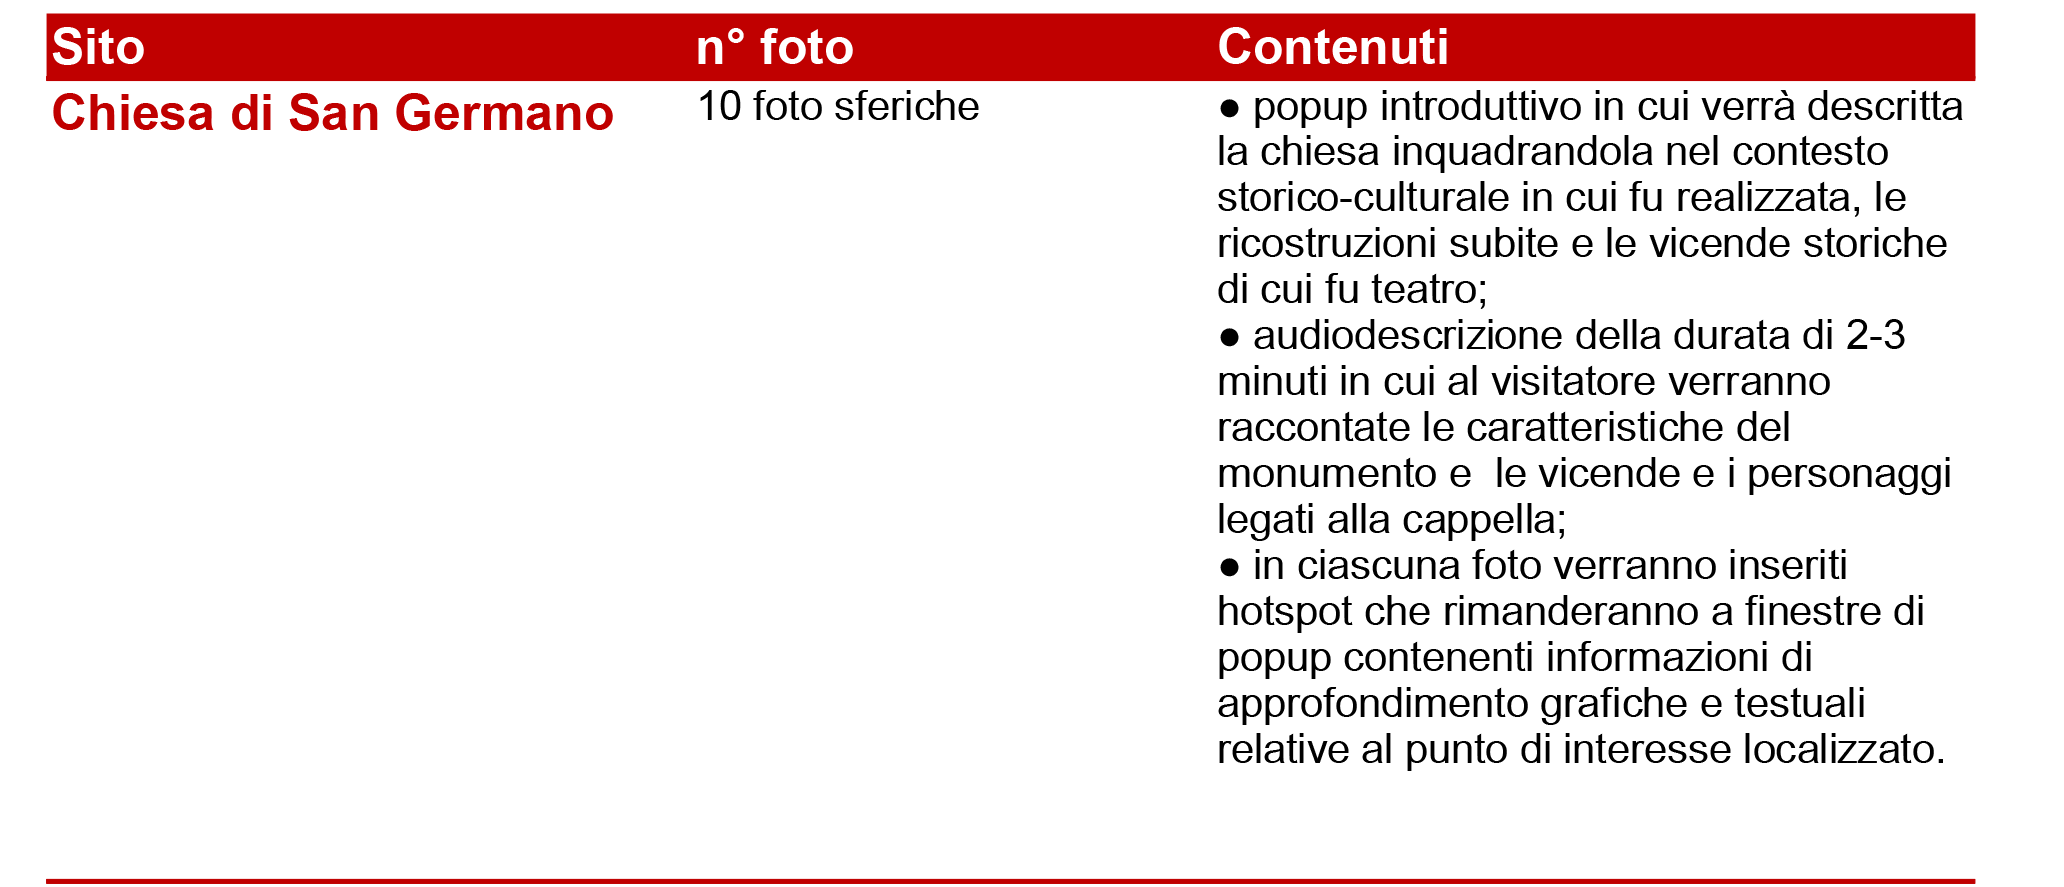 Sito n° foto Contenuti
Chiesa di San Germano 10 foto sferiche ● popup introduttivo in cui verrà descritta
la chiesa inquadrandola nel contesto
storico-culturale in cui fu realizzata, le
ricostruzioni subite e le vicende storiche
di cui fu teatro;
● audiodescrizione della durata di 2-3
minuti in cui al visitatore verranno
raccontate le caratteristiche del
monumento e  le vicende e i personaggi
legati alla cappella;
● in ciascuna foto verranno inseriti
hotspot che rimanderanno a finestre di
popup contenenti informazioni di
approfondimento grafiche e testuali
relative al punto di interesse localizzato.